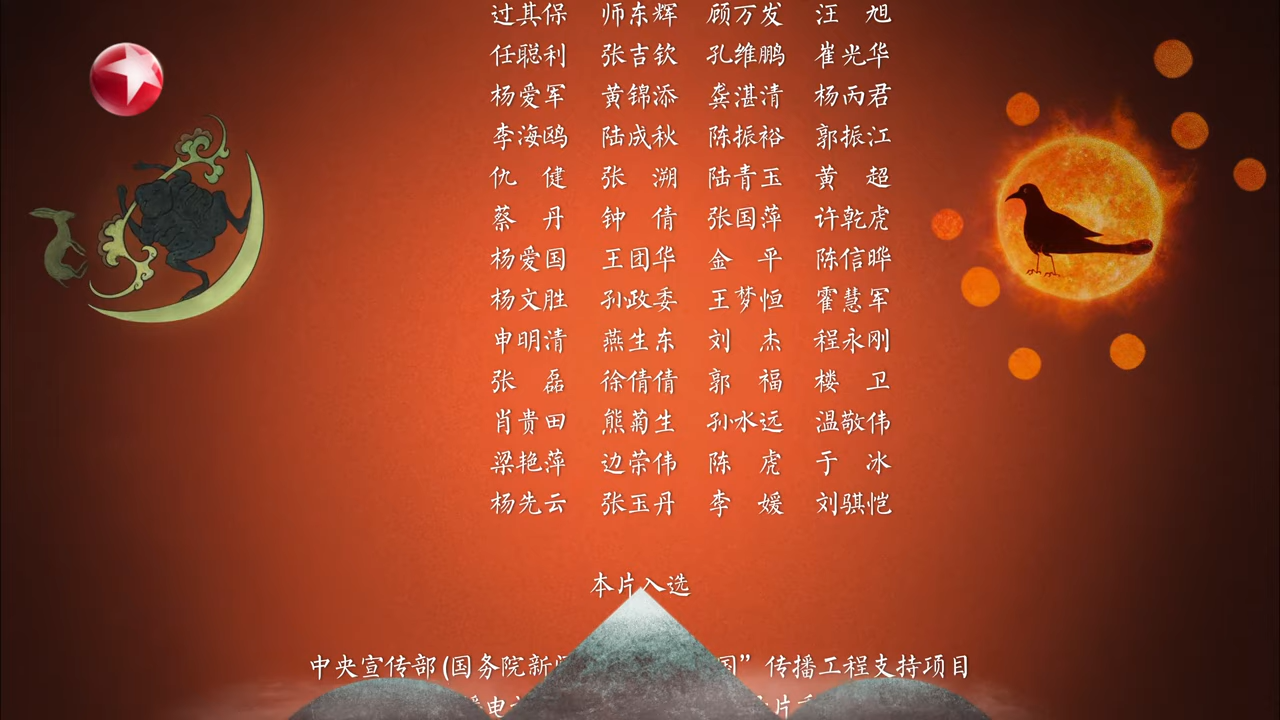 过其保 师东辉 顾万发 汪 旭
任聪利 张吉钦 孔维鹏 崔光华
杨爱军 黄锦添 龚湛清 杨丙君
李海鸥 陆成秋 陈振裕 郭振江
仇 健 张 溯 陆青玉 黄 超
蔡 丹 钟 倩 张国萍 许乾虎
杨爱国 王团华 金 平 陈信晔
杨文胜 孙政委 王梦恒 霍慧军
申明清 燕生东 刘 杰 程永刚
张 磊 徐倩倩 郭 福 楼 卫
肖贵田 熊菊生 孙水远 温敬伟
梁艳萍 边荣伟 陈 虎 于 冰
杨先云 张玉丹 李 媛 刘骐恺
本片入选
中央宣传部(国务院新 国”传播工程支持项目
电 片